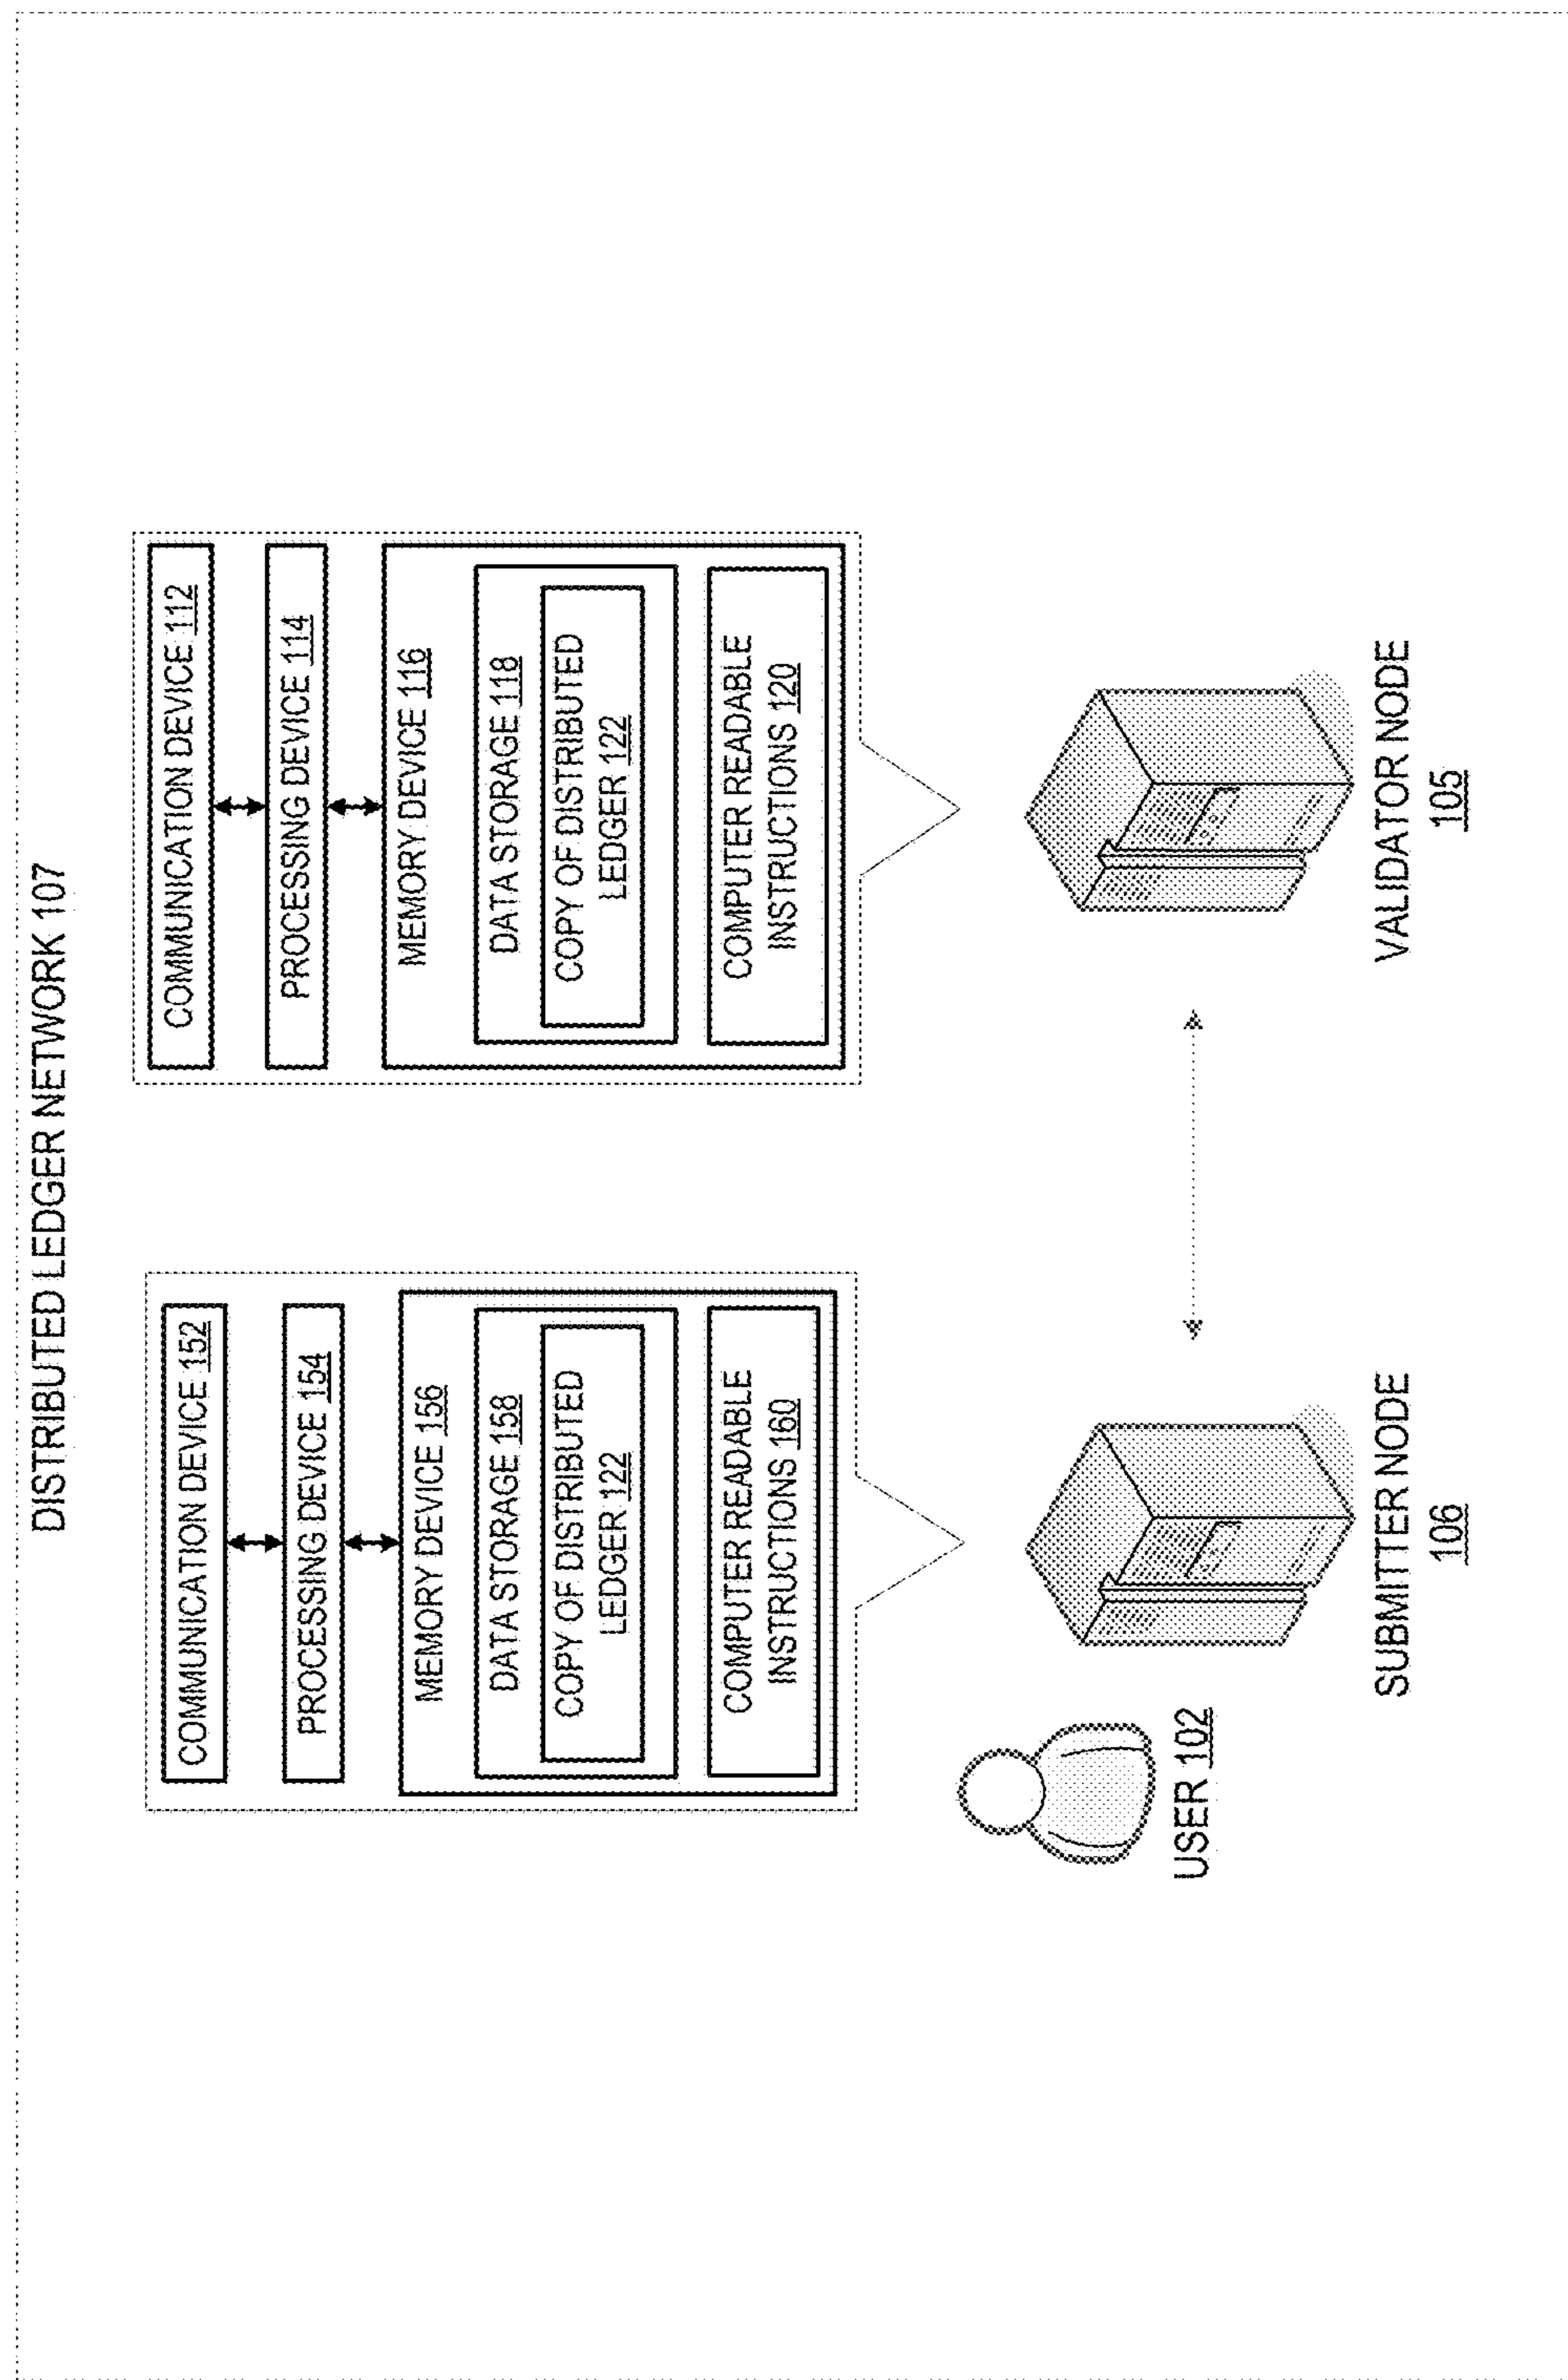 DISTRIBUTED LEDGER NETWORK 107
COMMUNICATION DEVICE 152
PROCESSING DEVICE 154
MEMORY DEVICE 156
DATA STORAGE 158
COPY OF DISTRIBUTED
LEDGER 122
COMPUTER READABLE
INSTRUCTIONS 160
USER 102
SUBMITTER NODE
106
COMMUNICATION DEVICE 112
PROCESSING DEVICE 114
MEMORY DEVICE 116
DATA STORAGE 118
COPY OF DISTRIBUTED
LEDGER 122
COMPUTER READABLE
INSTRUCTIONS 120
VALIDATOR NODE
105